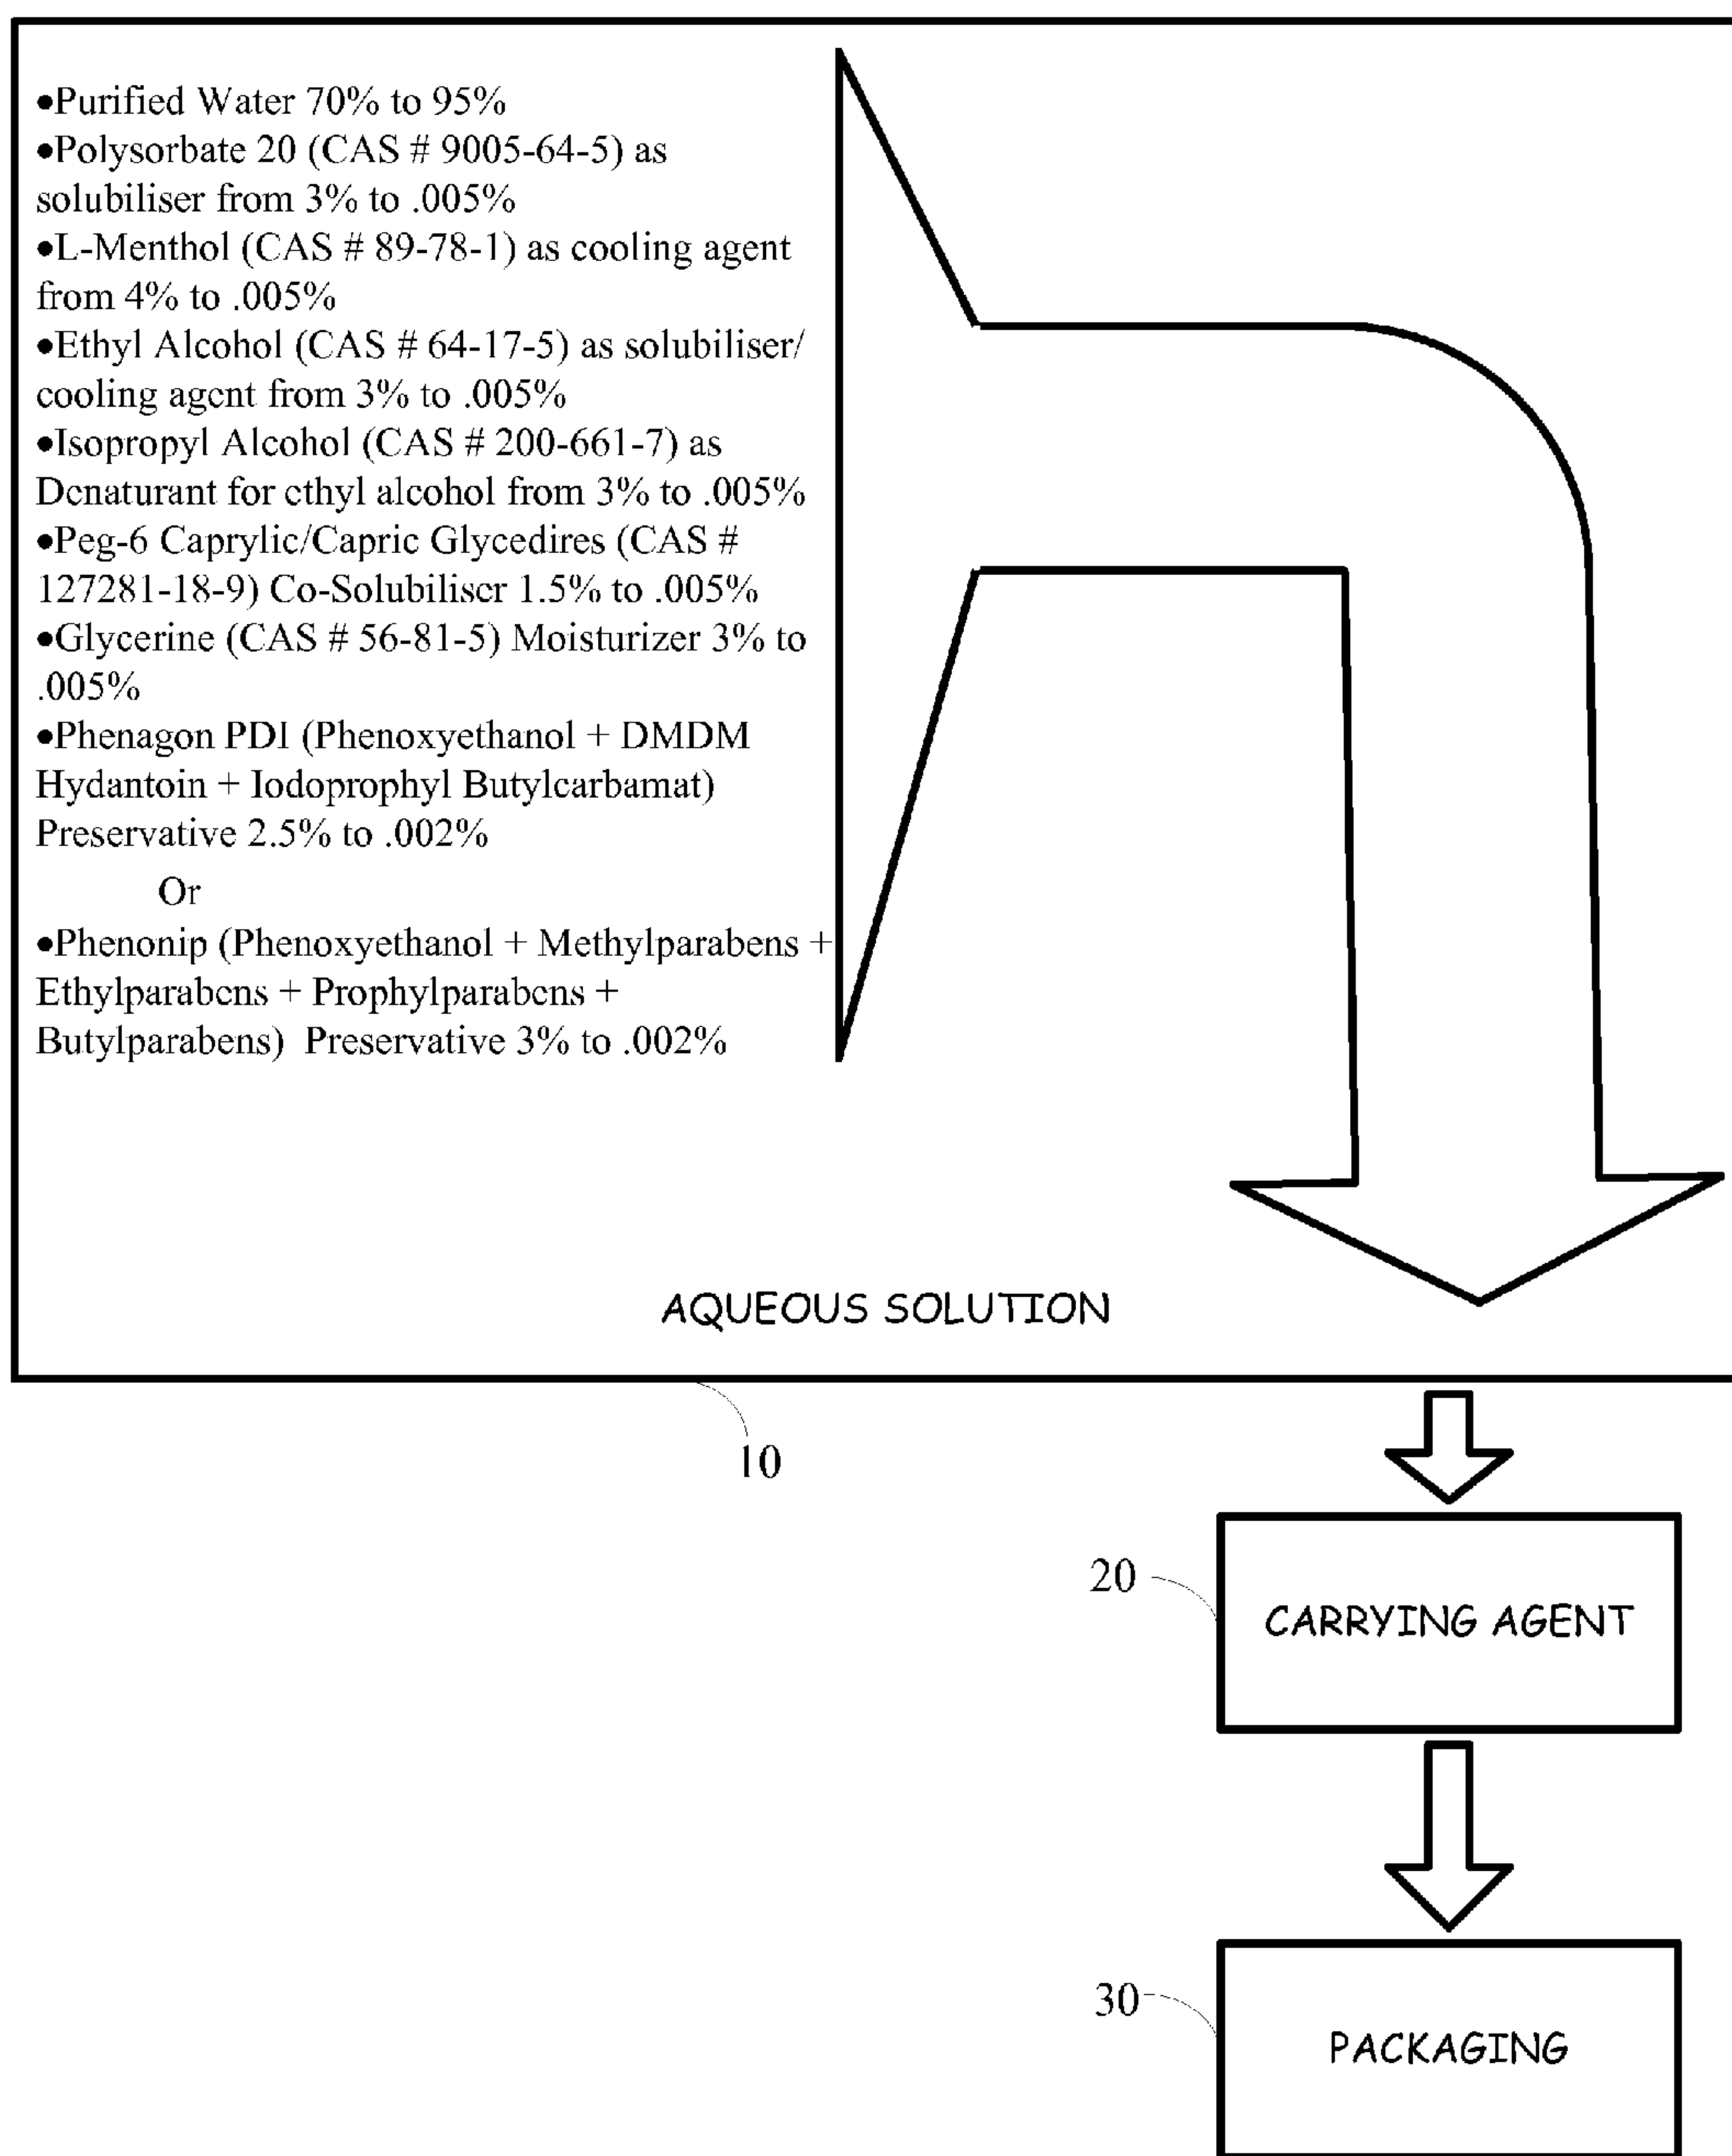 •Purified Water 70% to 95%
•Polysorbate 20 (CAS # 9005-64-5) as
solubiliser from 3% to .005%
•L-Menthol (CAS # 89-78-1) as cooling agent
from 4% to .005%
•Ethyl Alcohol (CAS # 64-17-5) as solubiliser/
cooling agent from 3% to .005%
•Isopropyl Alcohol (CAS # 200-661-7) as
Denaturant for ethyl alcohol from 3% to .005%
•Peg-6 Caprylic/Capric Glycedires (CAS #
127281-18-9) Co-Solubiliser 1.5% to .005%
•Glycerine (CAS # 56-81-5) Moisturizer 3% to
.005%
•Phenagon PDI (Phenoxyethanol + DMDM
Hydantoin + Iodoprophyl Butylcarbamat)
Preservative 2.5% to .002%
Or
•Phenonip (Phenoxyethanol + Methylparabens +
Ethylparabens + Prophylparabens +
Butylparabens) Preservative 3% to .002%
AQUEOUS SOLUTION
10
20
CARRYING AGENT
30
PACKAGING